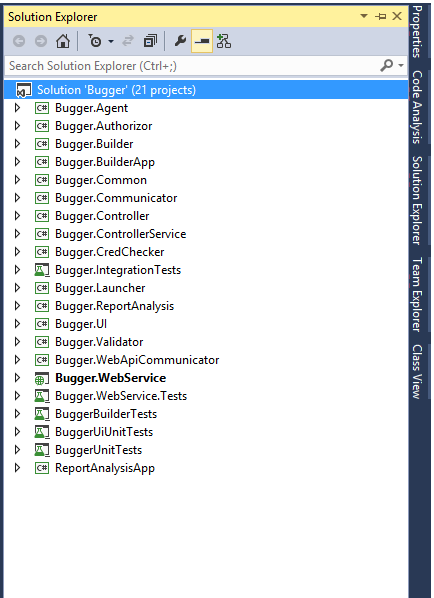 Solution Explorer
Search Solution Explorer (Ctrl+;)
Solution 'Bugger' (21 projects)
C# Bugger.Agent
C# Bugger.Authorizor
C# Bugger.Builder
C# Bugger.BuilderApp
C# Bugger.Common
C# Bugger.Communicator
C# Bugger.Controller
C# Bugger.ControllerService
C# Bugger.CredChecker
Bugger.IntegrationTests
C# Bugger.Launcher
C# Bugger.ReportAnalysis
C# Bugger.UI
C# Bugger.Validator
C# Bugger.WebApiCommunicator
Bugger.WebService
Bugger.WebService.Tests
BuggerBuilderTests
BuggerUiUnitTests
BuggerUnitTests
C# ReportAnalysisApp
Properties
Code Analysis
Solution Explorer
Team Explorer
Class View